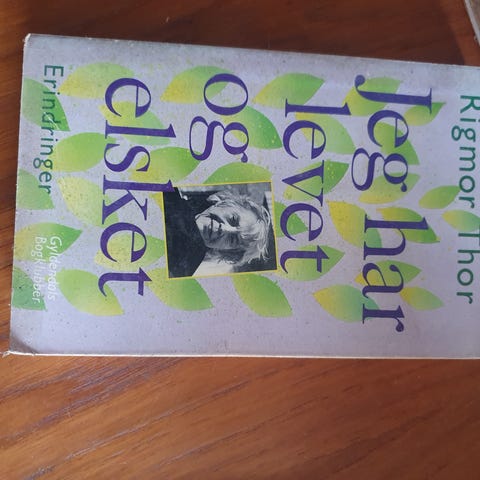 Rigmor Thor
Jeg har
levet
og
elsket
Erindringer
Gyldendals
Bogklubber